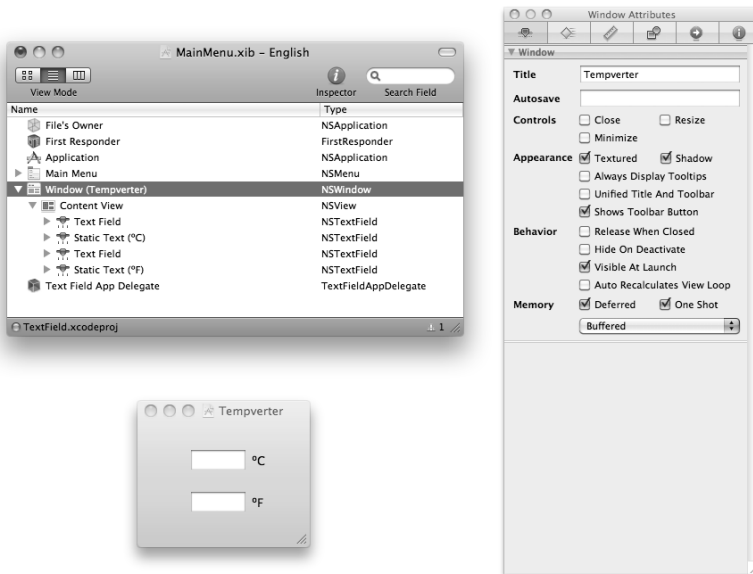 MainMenu.xib – English
View Mode
Inspector
Search Field
Name Type
File's Owner NSApplication
First Responder FirstResponder
Application NSApplication
Main Menu NSMenu
Window (Tempverter) NSWindow
Content View NSView
Text Field NSTextField
Static Text (ºC) NSTextField
Text Field NSTextField
Static Text (ºF) NSTextField
Text Field App Delegate TextFieldAppDelegate
TextField.xcodeproj 1
Tempverter
ºC
ºF
Window Attributes
Window
Title Tempverter
Autosave
Controls Close Resize
Minimize
Appearance Textured Shadow
Always Display Tooltips
Unified Title And Toolbar
Shows Toolbar Button
Behavior Release When Closed
Hide On Deactivate
Visible At Launch
Auto Recalculates View Loop
Memory Deferred One Shot
Buffered